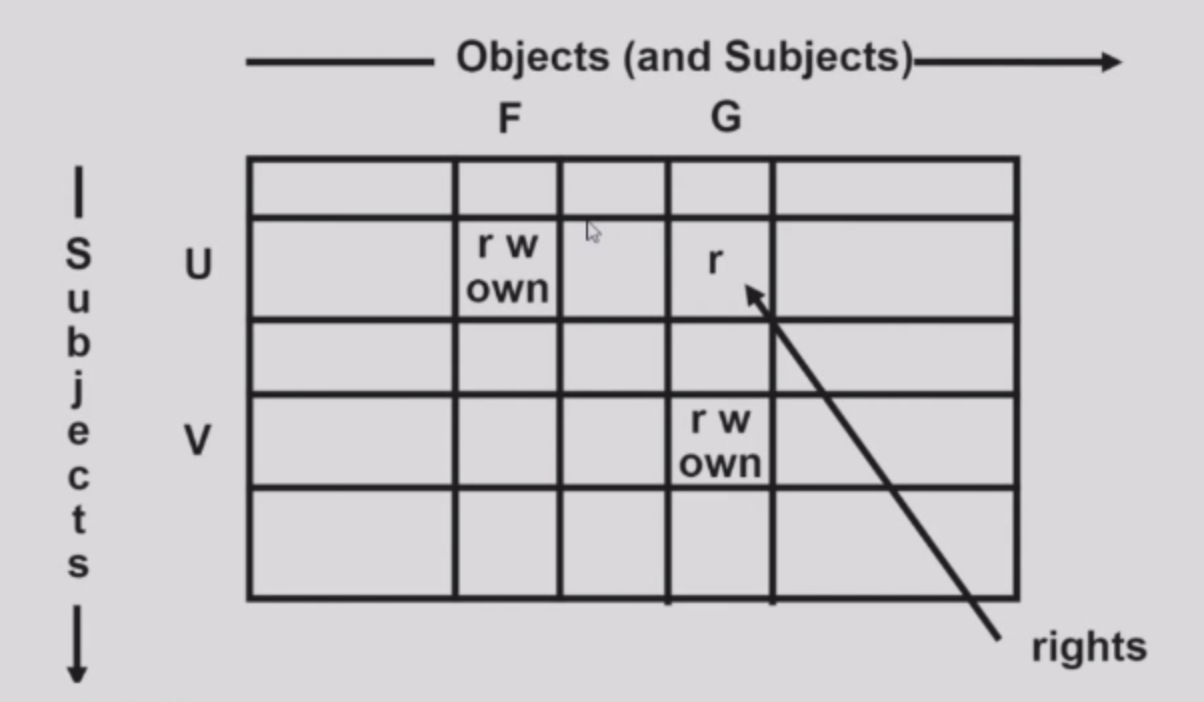 Objects (and Subjects)
F G
Subjects
U
r w
own
r
V
r w
own
rights